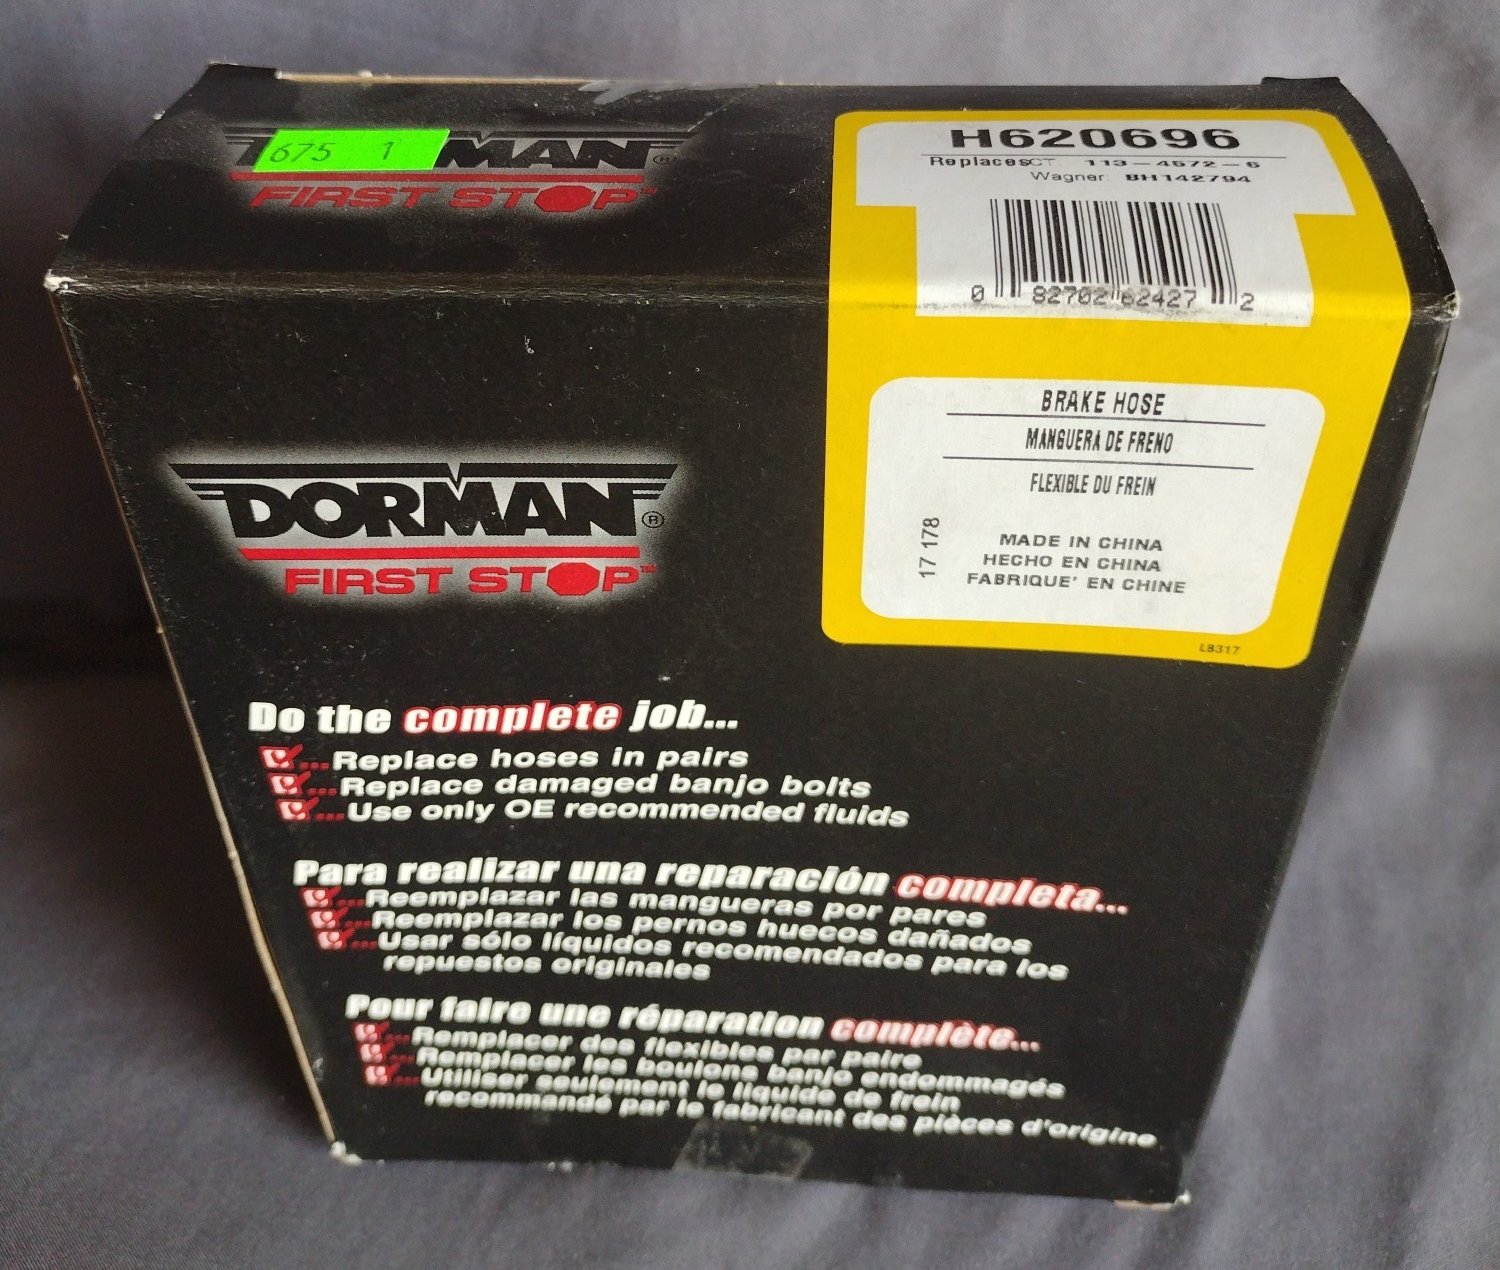 675 1
DORMAN®
FIRST STOP™
H620696
Replaces CT: 113-4572-6
Wagner: BH142794
0 82702 62427 2
BRAKE HOSE
MANGUERA DE FRENO
FLEXIBLE DU FREIN
17 178
MADE IN CHINA
HECHO EN CHINA
FABRIQUE' EN CHINE
LB317
DORMAN®
FIRST STOP™
Do the complete job...
...Replace hoses in pairs
...Replace damaged banjo bolts
...Use only OE recommended fluids
Para realizar una reparación completa...
...Reemplazar las mangueras por pares
...Reemplazar los pernos huecos dañados
...Usar sólo líquidos recomendados para los
repuestos originales
Pour faire une réparation complète...
...Remplacer des flexibles par paire
...Remplacer les boulons banjo endommagés
...Utiliser seulement le liquide de frein
recommandé par le fabricant des pièces d'origine